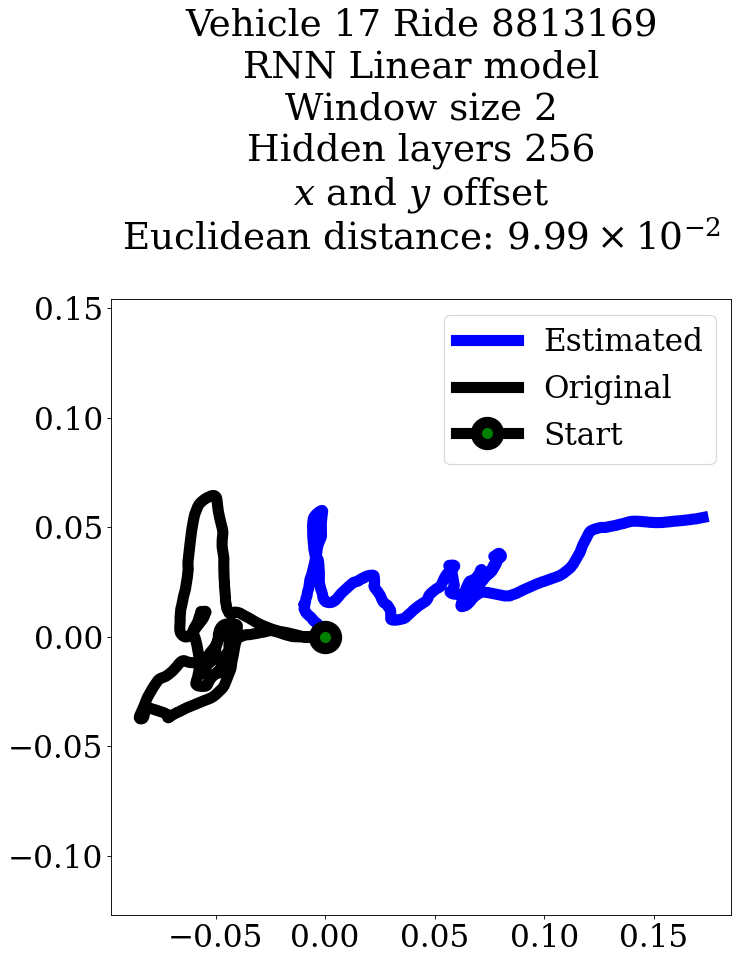 Vehicle 17 Ride 8813169
RNN Linear model
Window size 2
Hidden layers 256
x and y offset
Euclidean distance: 9.99 × 10⁻²
Estimated
Original
Start
0.15
0.10
0.05
0.00
−0.05
−0.10
−0.05 0.00 0.05 0.10 0.15